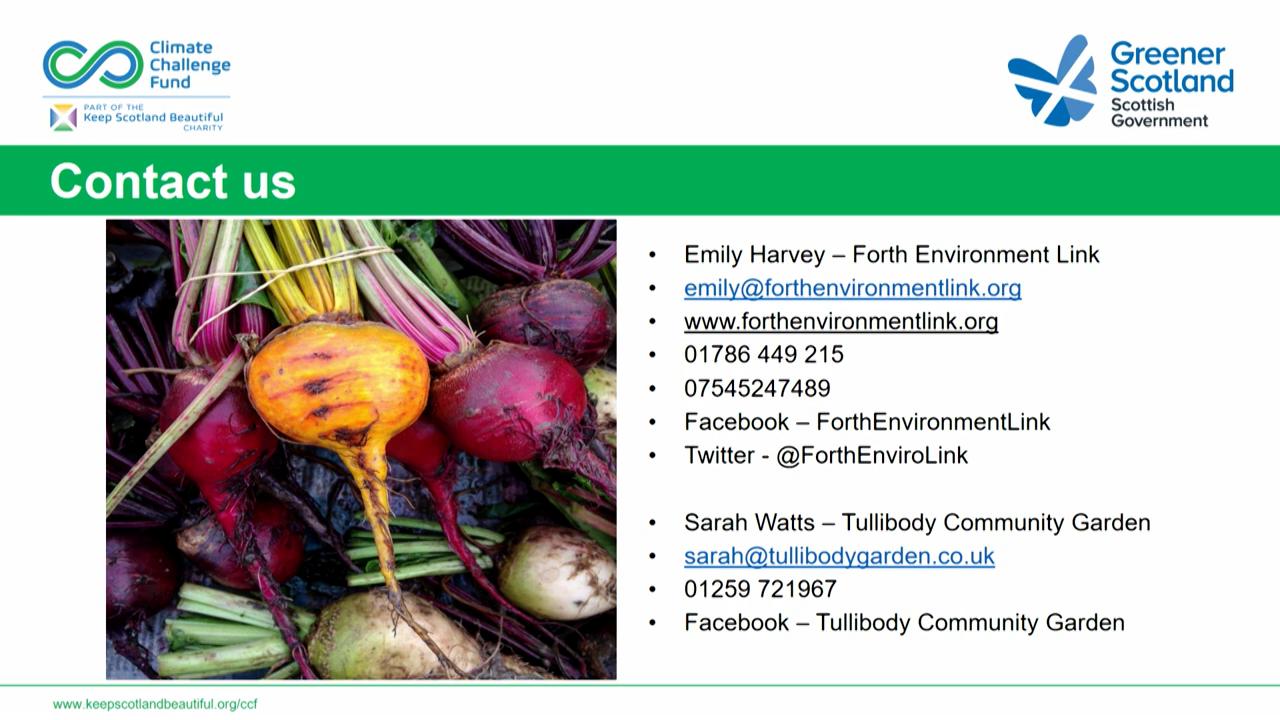 Climate
Challenge
Fund
PART OF THE
Keep Scotland Beautiful
CHARITY
Greener
Scotland
Scottish
Government
Contact us
• Emily Harvey – Forth Environment Link
• emily@forthenvironmentlink.org
• www.forthenvironmentlink.org
• 01786 449 215
• 07545247489
• Facebook – ForthEnvironmentLink
• Twitter - @ForthEnviroLink
• Sarah Watts – Tullibody Community Garden
• sarah@tullibodygarden.co.uk
• 01259 721967
• Facebook – Tullibody Community Garden
www.keepscotlandbeautiful.org/ccf